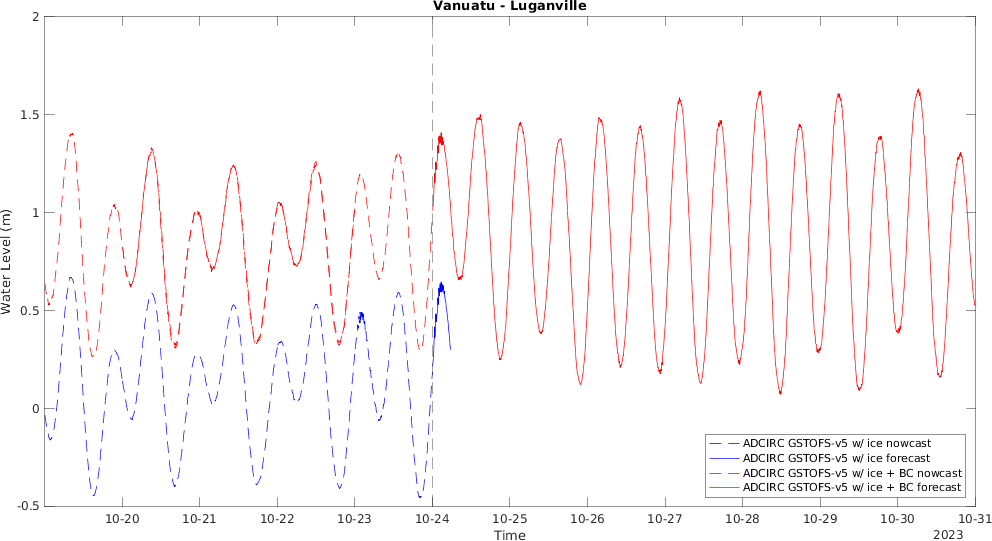 Vanuatu - Luganville
2
1.5
1
0.5
0
-0.5
Water Level (m)
10-20 10-21 10-22 10-23 10-24 10-25 10-26 10-27 10-28 10-29 10-30 10-31
Time
2023
ADCIRC GSTOFS-v5 w/ ice nowcast
ADCIRC GSTOFS-v5 w/ ice forecast
ADCIRC GSTOFS-v5 w/ ice + BC nowcast
ADCIRC GSTOFS-v5 w/ ice + BC forecast